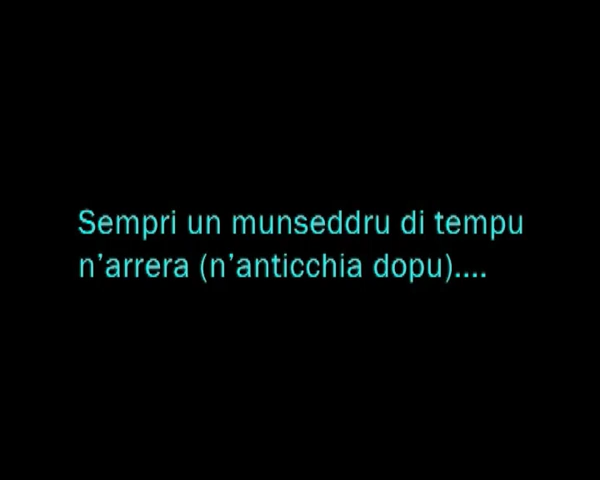 Sempri un munseddru di tempu
n'arrera (n'anticchia dopu)....